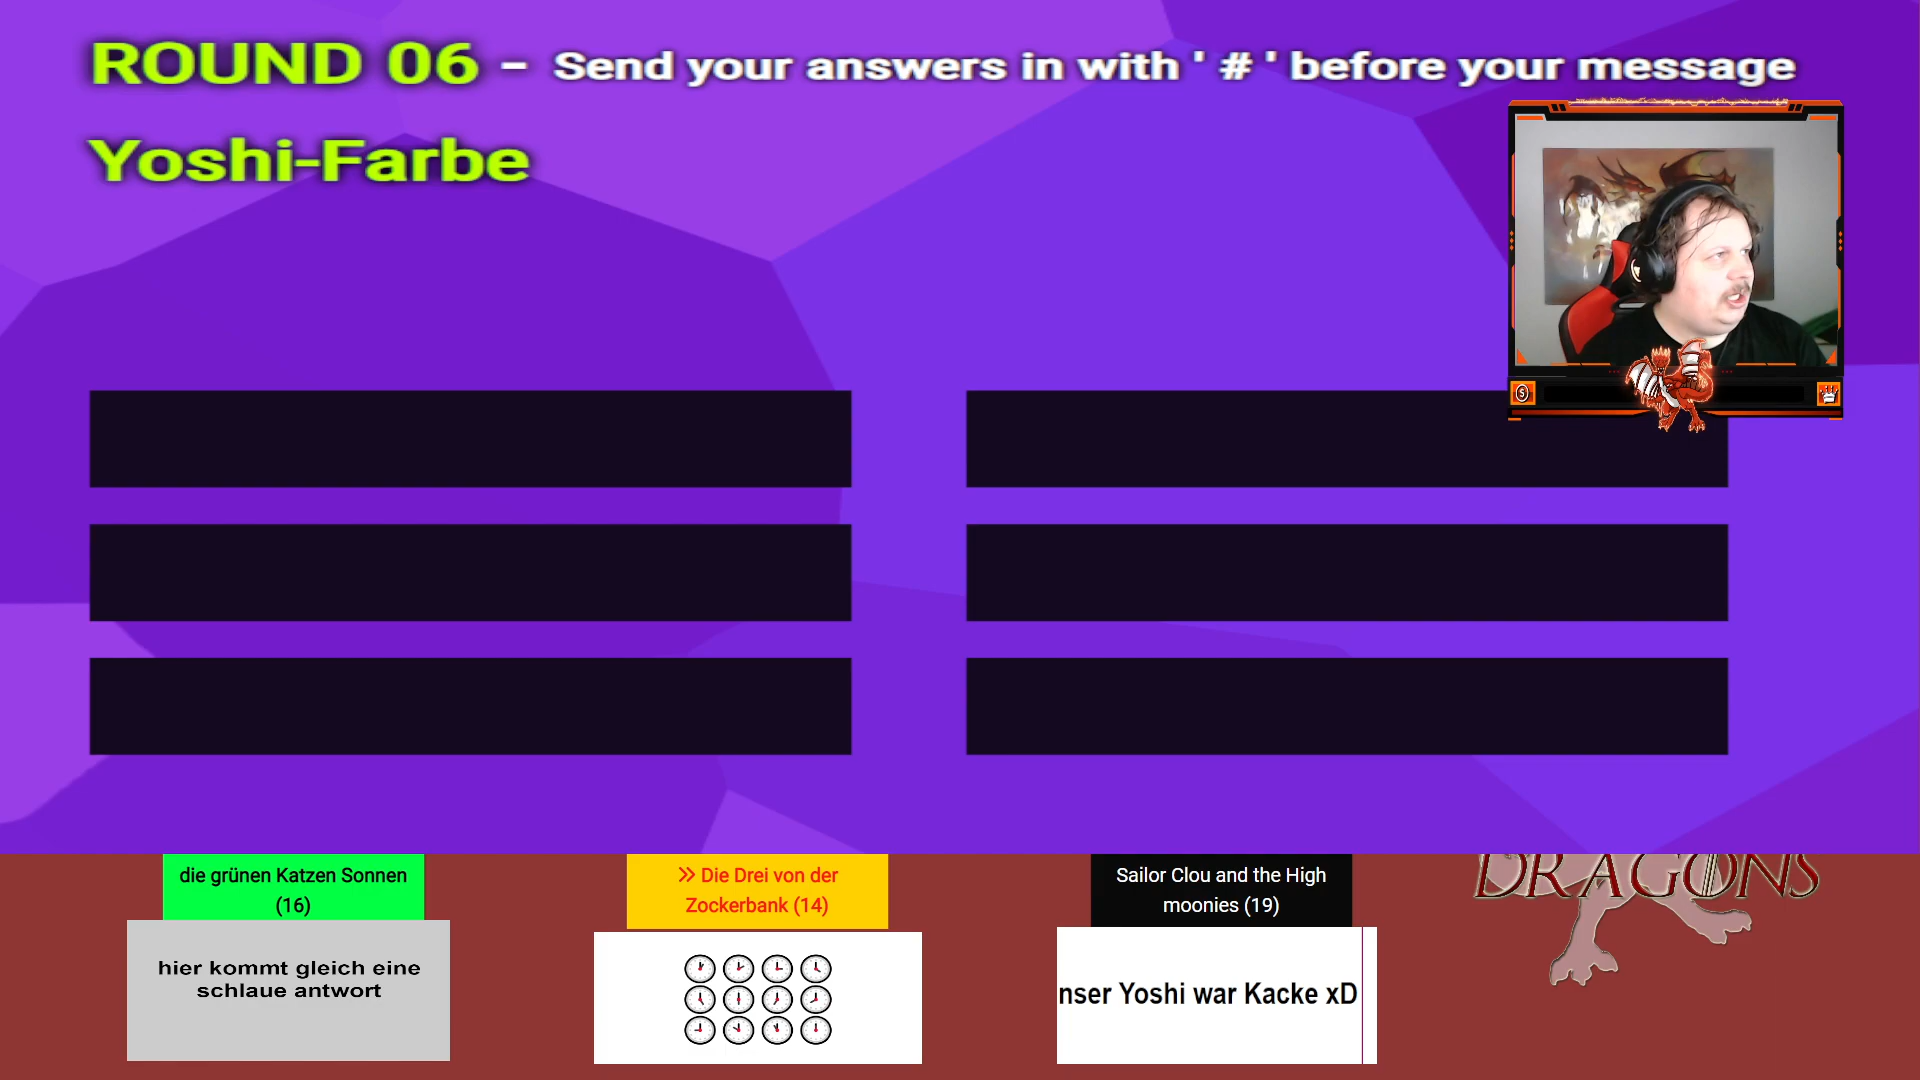 ROUND 06 - Send your answers in with ' # ' before your message
Yoshi-Farbe
die grünen Katzen Sonnen
(16)
Die Drei von der
Zockerbank (14)
Sailor Clou and the High
moonies (19)
DRAGONS
hier kommt gleich eine
schlaue antwort
nser Yoshi war Kacke xD